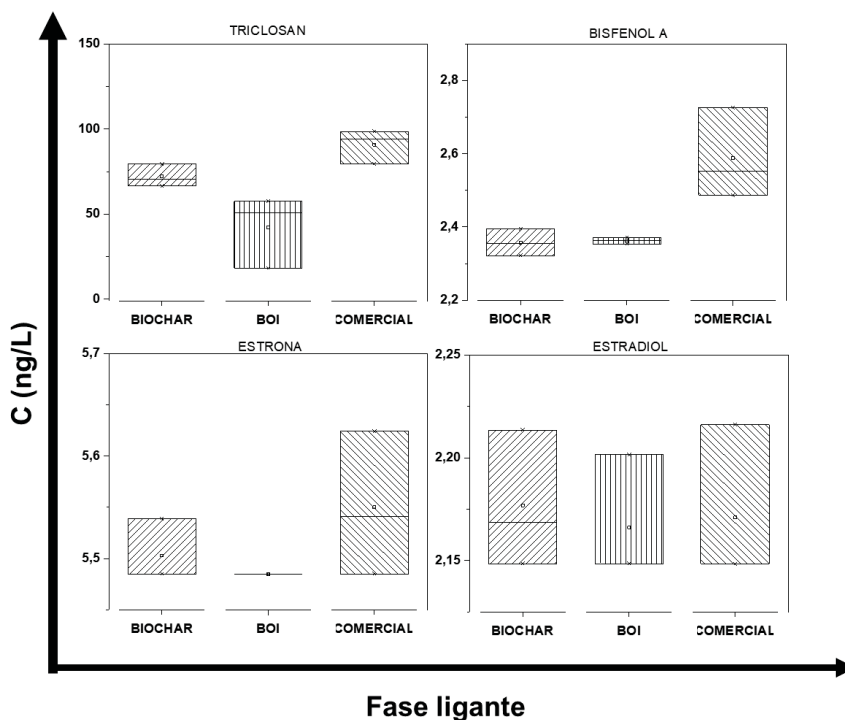 C (ng/L)
TRICLOSAN
150
100
50
0
BIOCHAR BOI COMERCIAL
BISFENOL A
2,8
2,6
2,4
2,2
BIOCHAR BOI COMERCIAL
ESTRONA
5,7
5,6
5,5
BIOCHAR BOI COMERCIAL
ESTRADIOL
2,25
2,20
2,15
BIOCHAR BOI COMERCIAL
Fase ligante